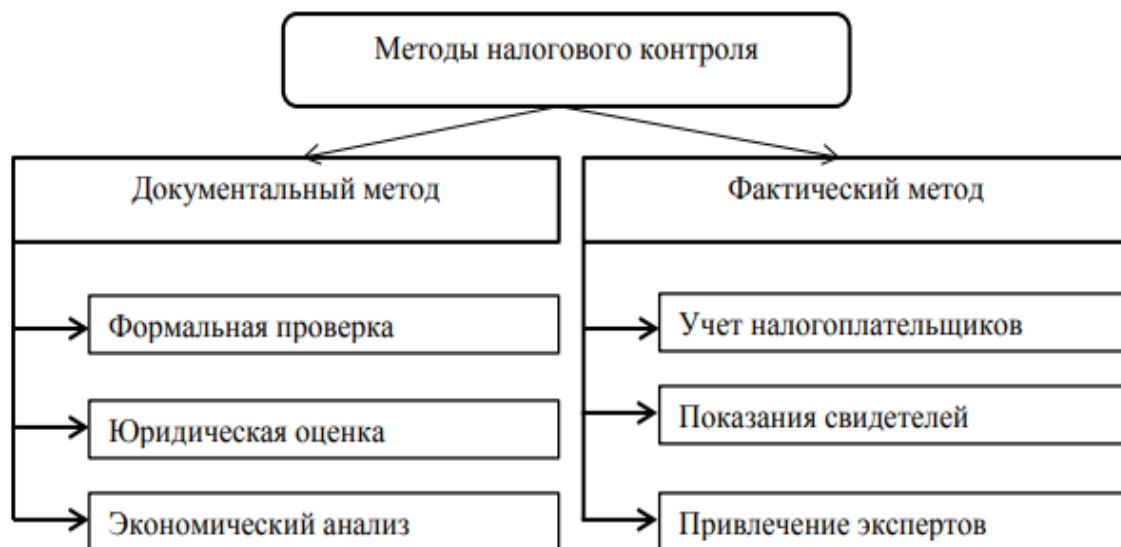 Методы налогового контроля
Документальный метод
Фактический метод
Формальная проверка
Учет налогоплательщиков
Юридическая оценка
Показания свидетелей
Экономический анализ
Привлечение экспертов